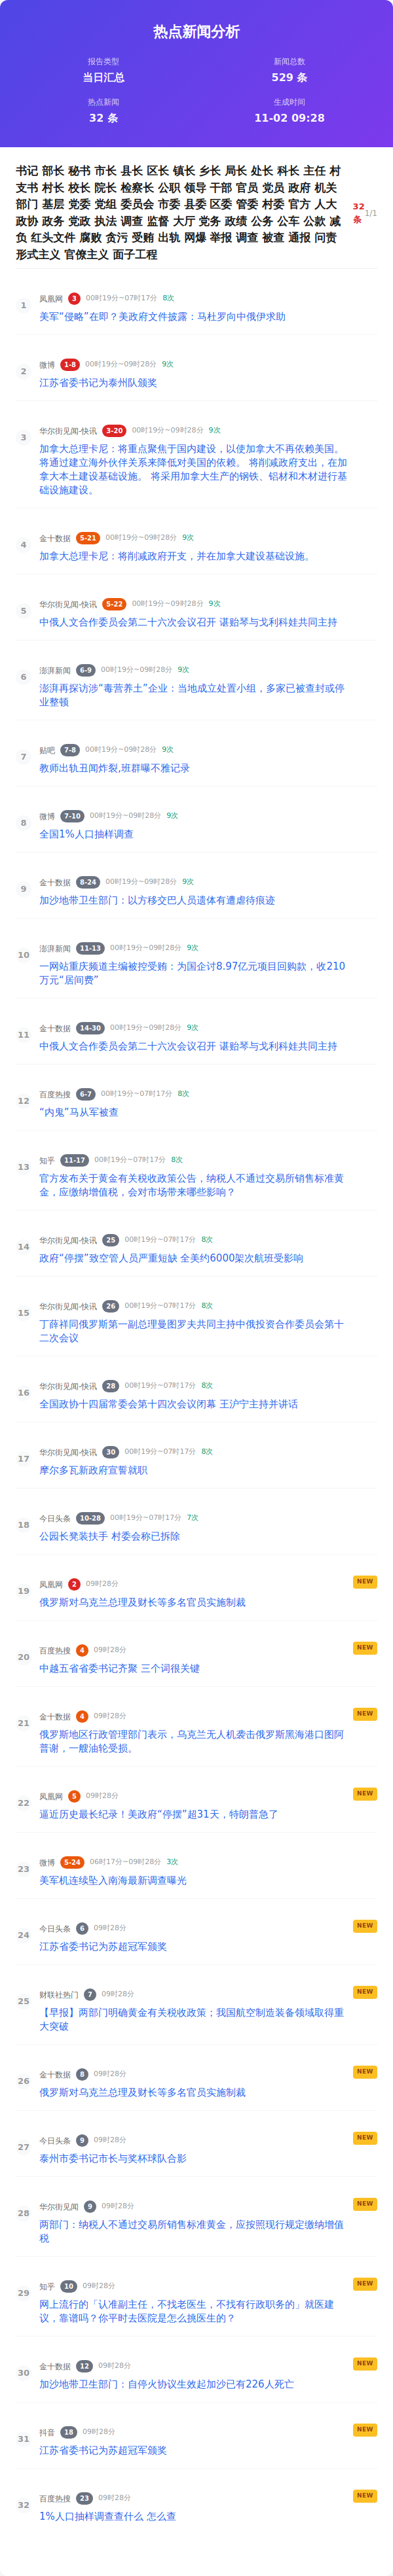 热点新闻分析
报告类型
当日汇总
新闻总数
529 条
热点新闻
32 条
生成时间
11-02 09:28
书记 部长 秘书 市长 县长 区长 镇长 乡长 局长 处长 科长 主任 村
支书 村长 校长 院长 检察长 公职 领导 干部 官员 党员 政府 机关
部门 基层 党委 党组 委员会 市委 县委 区委 管委 村委 官方 人大
政协 政务 党政 执法 调查 监督 大厅 党务 政绩 公务 公车 公款 减
负 红头文件 腐败 贪污 受贿 出轨 网爆 举报 调查 被查 通报 问责
形式主义 官僚主义 面子工程
32
条
1/1
1
凤凰网 3 00时19分~07时17分 8次
美军“侵略”在即？美政府文件披露：马杜罗向中俄伊求助
2
微博 1-8 00时19分~09时28分 9次
江苏省委书记为泰州队颁奖
3
华尔街见闻-快讯 3-20 00时19分~09时28分 9次
加拿大总理卡尼：将重点聚焦于国内建设，以使加拿大不再依赖美国。
将通过建立海外伙伴关系来降低对美国的依赖。 将削减政府支出，在加
拿大本土建设基础设施。 将采用加拿大生产的钢铁、铝材和木材进行基
础设施建设。
4
金十数据 5-21 00时19分~09时28分 9次
加拿大总理卡尼：将削减政府开支，并在加拿大建设基础设施。
5
华尔街见闻-快讯 5-22 00时19分~09时28分 9次
中俄人文合作委员会第二十六次会议召开 谌贻琴与戈利科娃共同主持
6
澎湃新闻 6-9 00时19分~09时28分 9次
澎湃再探访涉“毒营养土”企业：当地成立处置小组，多家已被查封或停
业整顿
7
贴吧 7-8 00时19分~09时28分 9次
教师出轨丑闻炸裂,班群曝不雅记录
8
微博 7-10 00时19分~09时28分 9次
全国1%人口抽样调查
9
金十数据 8-24 00时19分~09时28分 9次
加沙地带卫生部门：以方移交巴人员遗体有遭虐待痕迹
10
澎湃新闻 11-13 00时19分~09时28分 9次
一网站重庆频道主编被控受贿：为国企讨8.97亿元项目回购款，收210
万元“居间费”
11
金十数据 14-30 00时19分~09时28分 9次
中俄人文合作委员会第二十六次会议召开 谌贻琴与戈利科娃共同主持
12
百度热搜 6-7 00时19分~07时17分 8次
“内鬼”马从军被查
13
知乎 11-17 00时19分~07时17分 8次
官方发布关于黄金有关税收政策公告，纳税人不通过交易所销售标准黄
金，应缴纳增值税，会对市场带来哪些影响？
14
华尔街见闻-快讯 25 00时19分~07时17分 8次
政府“停摆”致空管人员严重短缺 全美约6000架次航班受影响
15
华尔街见闻-快讯 26 00时19分~07时17分 8次
丁薛祥同俄罗斯第一副总理曼图罗夫共同主持中俄投资合作委员会第十
二次会议
16
华尔街见闻-快讯 28 00时19分~07时17分 8次
全国政协十四届常委会第十四次会议闭幕 王沪宁主持并讲话
17
华尔街见闻-快讯 30 00时19分~07时17分 8次
摩尔多瓦新政府宣誓就职
18
今日头条 10-28 00时19分~07时17分 7次
公园长凳装扶手 村委会称已拆除
19
凤凰网 2 09时28分 NEW
俄罗斯对乌克兰总理及财长等多名官员实施制裁
20
百度热搜 4 09时28分 NEW
中越五省省委书记齐聚 三个词很关键
21
金十数据 4 09时28分 NEW
俄罗斯地区行政管理部门表示，乌克兰无人机袭击俄罗斯黑海港口图阿
普谢，一艘油轮受损。
22
凤凰网 5 09时28分 NEW
逼近历史最长纪录！美政府“停摆”超31天，特朗普急了
23
微博 5-24 06时17分~09时28分 3次
美军机连续坠入南海最新调查曝光
24
今日头条 6 09时28分 NEW
江苏省委书记为苏超冠军颁奖
25
财联社热门 7 09时28分 NEW
【早报】两部门明确黄金有关税收政策；我国航空制造装备领域取得重
大突破
26
金十数据 8 09时28分 NEW
俄罗斯对乌克兰总理及财长等多名官员实施制裁
27
今日头条 9 09时28分 NEW
泰州市委书记市长与奖杯球队合影
28
华尔街见闻 9 09时28分 NEW
两部门：纳税人不通过交易所销售标准黄金，应按照现行规定缴纳增值
税
29
知乎 10 09时28分 NEW
网上流行的「认准副主任，不找老医生，不找有行政职务的」就医建
议，靠谱吗？你平时去医院是怎么挑医生的？
30
金十数据 12 09时28分 NEW
加沙地带卫生部门：自停火协议生效起加沙已有226人死亡
31
抖音 18 09时28分 NEW
江苏省委书记为苏超冠军颁奖
32
百度热搜 23 09时28分 NEW
1%人口抽样调查查什么 怎么查